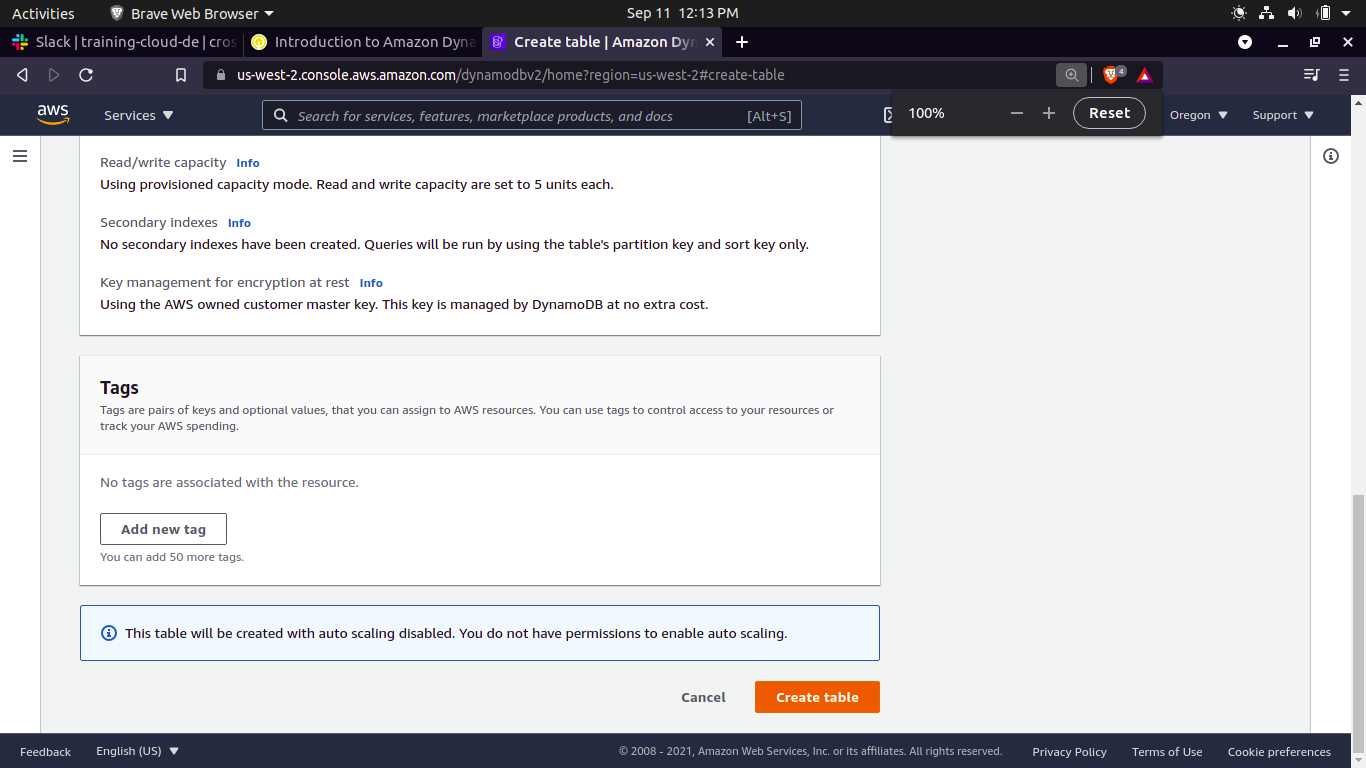 Activities
Brave Web Browser
Sep 11 12:13 PM
Slack | training-cloud-de | cros
Introduction to Amazon Dyna
Create table | Amazon Dyn
us-west-2.console.aws.amazon.com/dynamodbv2/home?region=us-west-2#create-table
4
aws
Services
Search for services, features, marketplace products, and docs
[Alt+S]
100%
Reset
Oregon
Support
Read/write capacity Info
Using provisioned capacity mode. Read and write capacity are set to 5 units each.
Secondary indexes Info
No secondary indexes have been created. Queries will be run by using the table's partition key and sort key only.
Key management for encryption at rest Info
Using the AWS owned customer master key. This key is managed by DynamoDB at no extra cost.
Tags
Tags are pairs of keys and optional values, that you can assign to AWS resources. You can use tags to control access to your resources or
track your AWS spending.
No tags are associated with the resource.
Add new tag
You can add 50 more tags.
This table will be created with auto scaling disabled. You do not have permissions to enable auto scaling.
Cancel
Create table
Feedback
English (US)
© 2008 - 2021, Amazon Web Services, Inc. or its affiliates. All rights reserved.
Privacy Policy
Terms of Use
Cookie preferences